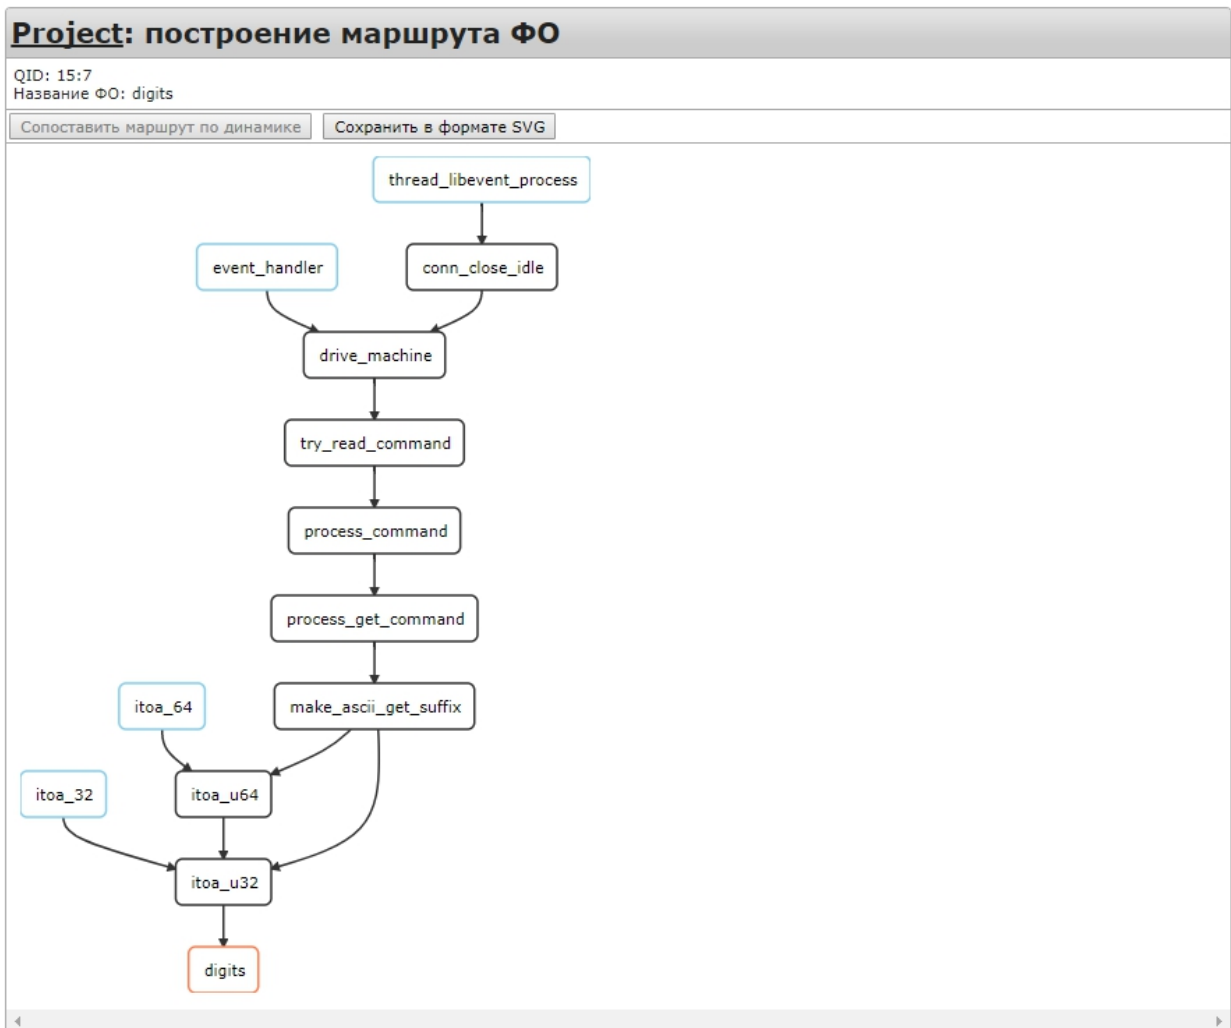 Project: построение маршрута ФО
QID: 15:7
Название ФО: digits
Сопоставить маршрут по динамике Сохранить в формате SVG
thread_libevent_process
event_handler conn_close_idle
drive_machine
try_read_command
process_command
process_get_command
itoa_64 make_ascii_get_suffix
itoa_32 itoa_u64
itoa_u32
digits